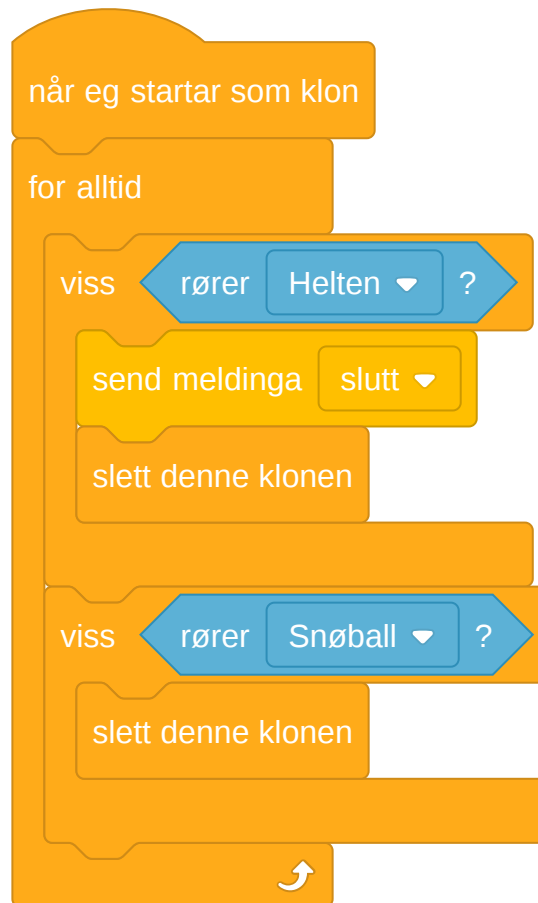 når eg startar som klon
for alltid
viss rører Helten ?
send meldinga slutt
slett denne klonen
viss rører Snøball ?
slett denne klonen